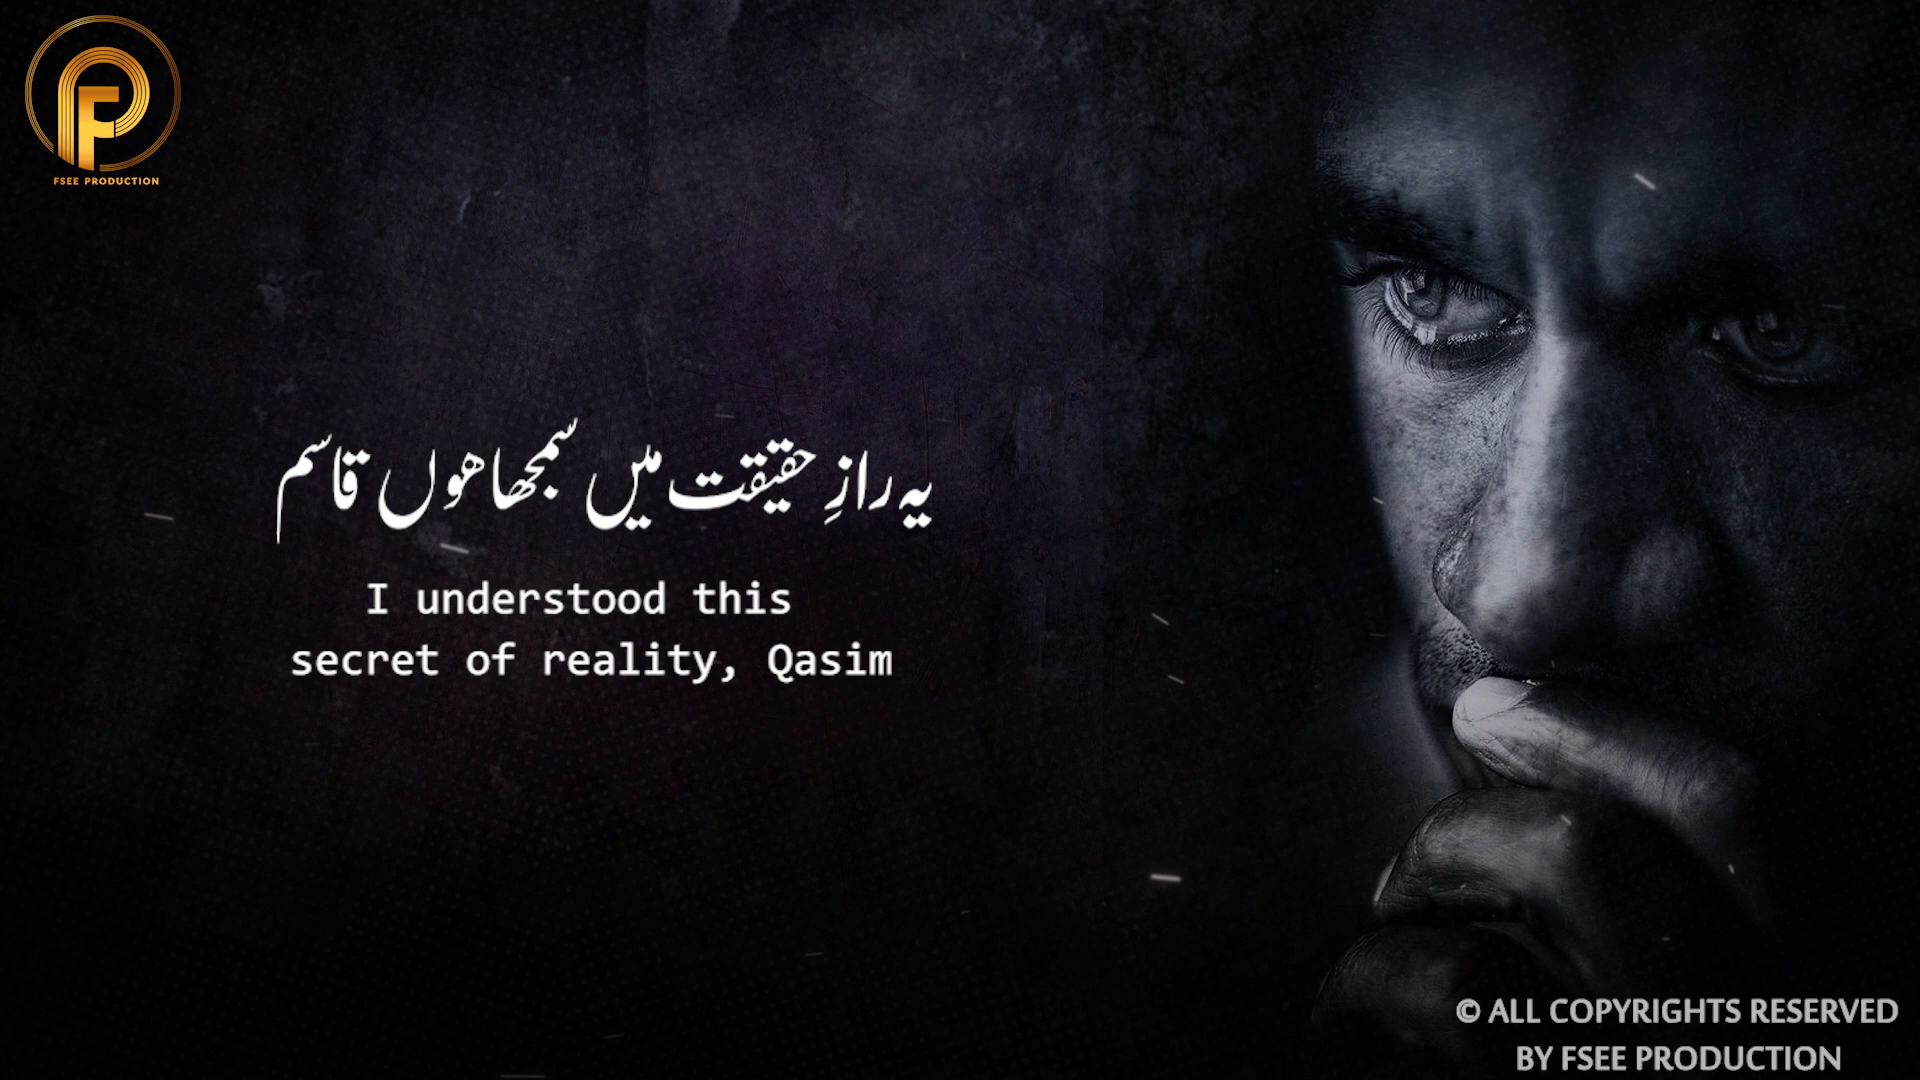 FSEE PRODUCTION
یہ رازِ حقیقت میں سمجھا ھوں قاسم
I understood this
secret of reality, Qasim
© ALL COPYRIGHTS RESERVED
BY FSEE PRODUCTION